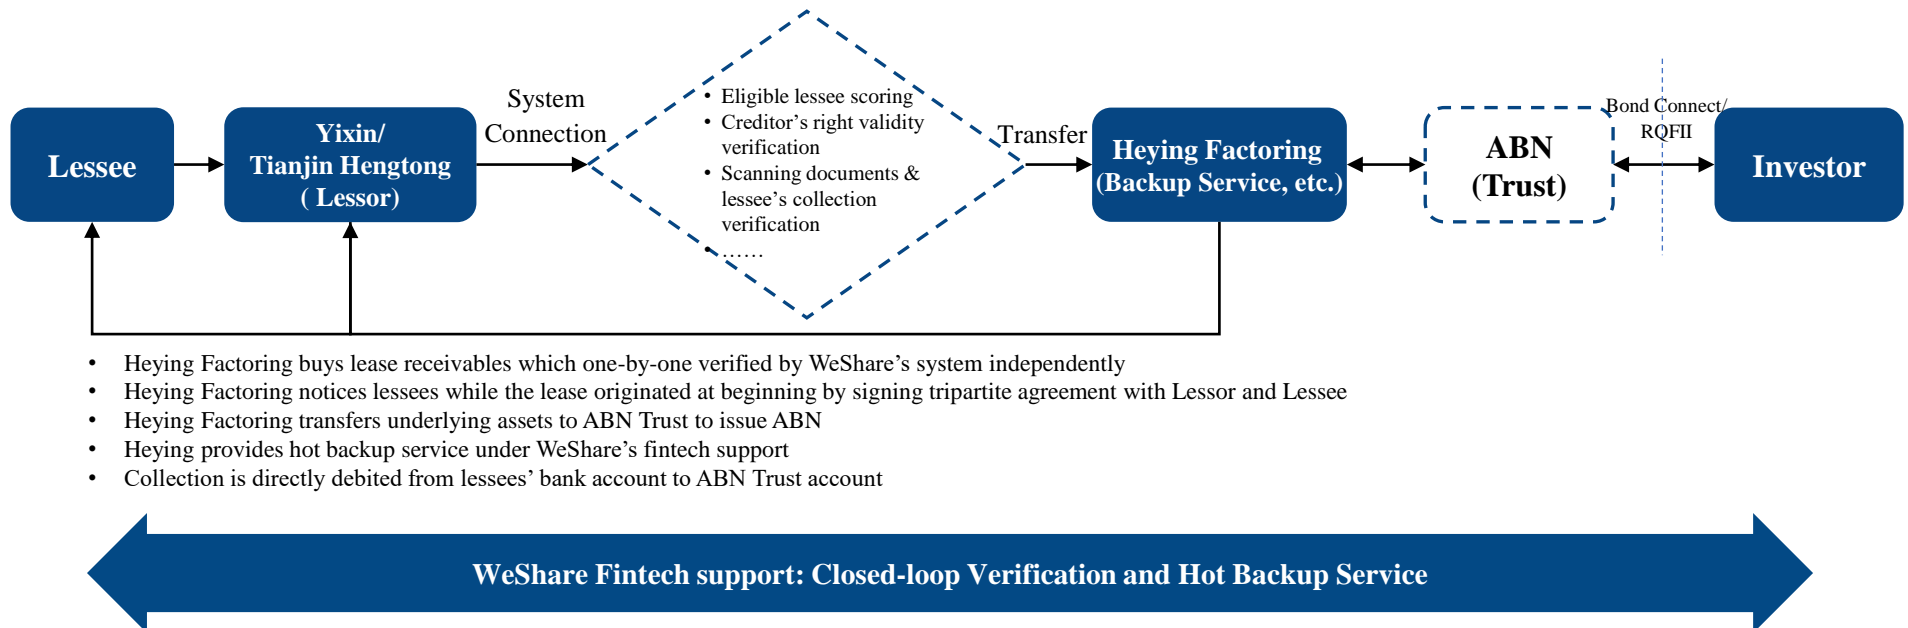 Lessee
Yixin/
Tianjin Hengtong
( Lessor)
System
Connection
• Eligible lessee scoring
• Creditor’s right validity
verification
• Scanning documents &
lessee’s collection
verification
• ……
Transfer
Heying Factoring
(Backup Service, etc.)
ABN
(Trust)
Bond Connect/
RQFII
Investor
• Heying Factoring buys lease receivables which one-by-one verified by WeShare’s system independently
• Heying Factoring notices lessees while the lease originated at beginning by signing tripartite agreement with Lessor and Lessee
• Heying Factoring transfers underlying assets to ABN Trust to issue ABN
• Heying provides hot backup service under WeShare’s fintech support
• Collection is directly debited from lessees’ bank account to ABN Trust account
WeShare Fintech support: Closed-loop Verification and Hot Backup Service